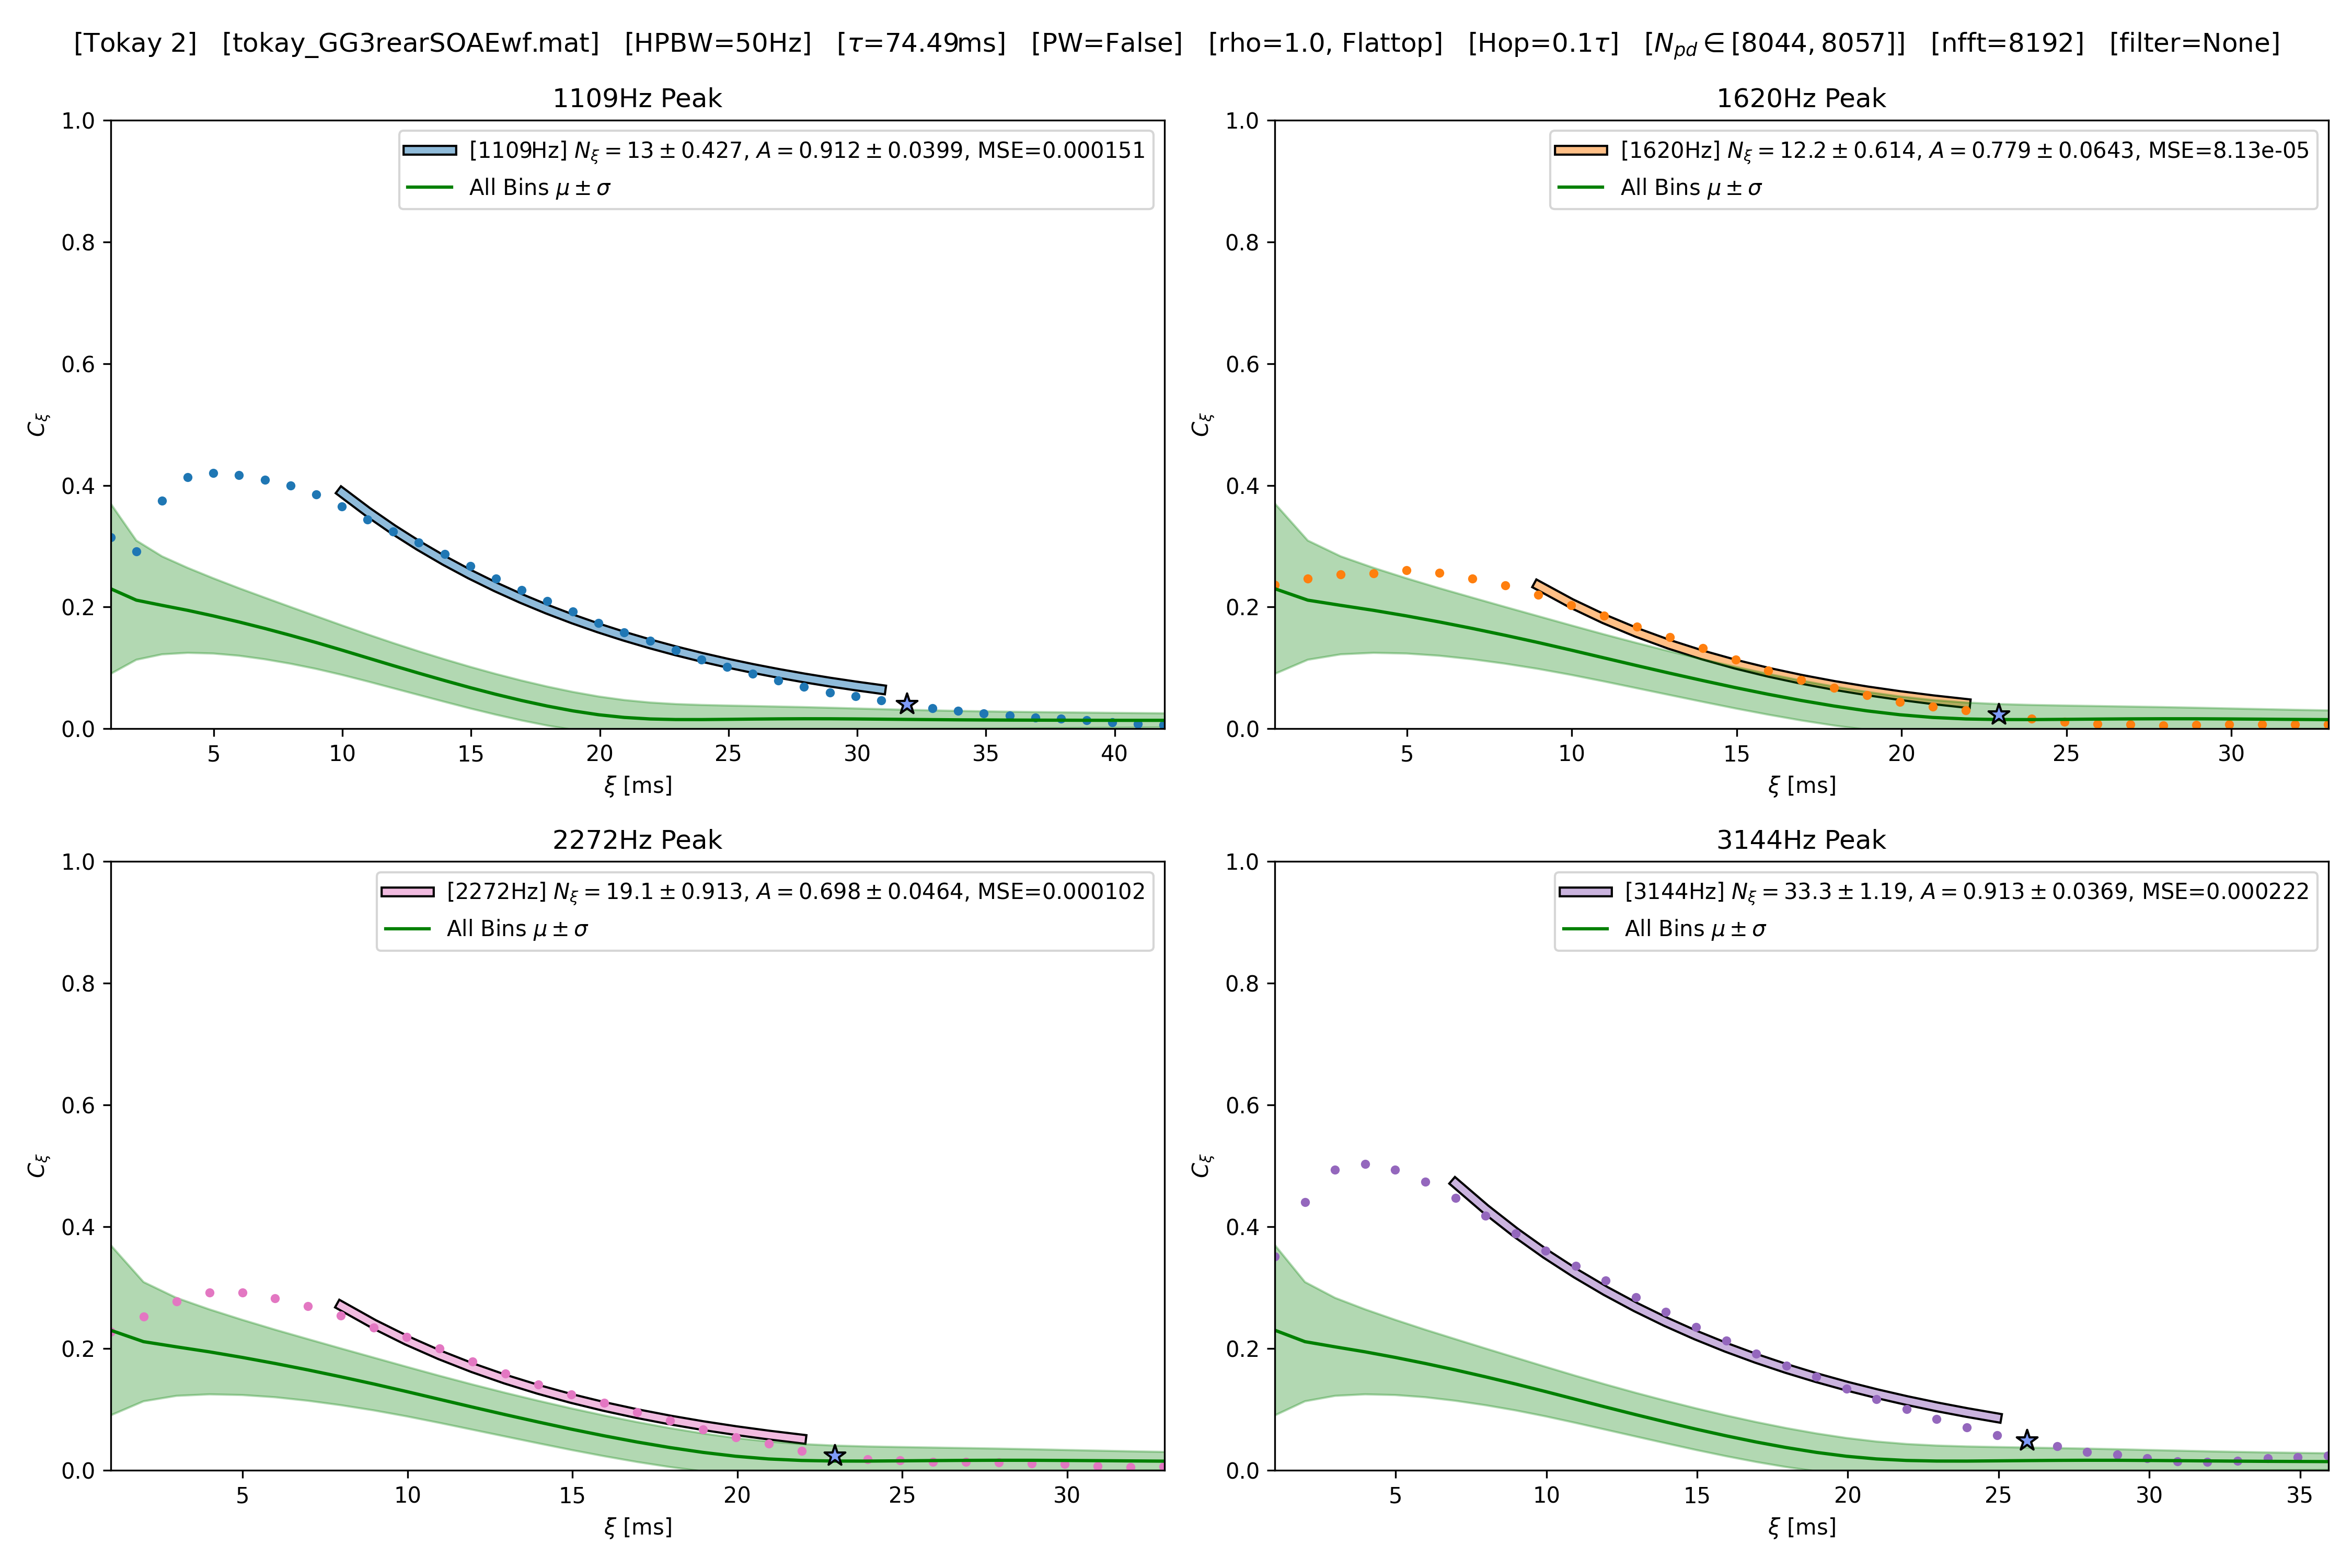 [Tokay 2] [tokay_GG3rearSOAEwf.mat] [HPBW=50Hz] [τ=74.49ms] [PW=False] [rho=1.0, Flattop] [Hop=0.1τ] [N_pd ∈ [8044, 8057]] [nfft=8192] [filter=None]
1109Hz Peak
[1109Hz] N_ξ = 13 ± 0.427, A = 0.912 ± 0.0399, MSE=0.000151
All Bins μ ± σ
1.0
0.8
0.6
0.4
0.2
0.0
C_ξ
5 10 15 20 25 30 35 40
ξ [ms]
1620Hz Peak
[1620Hz] N_ξ = 12.2 ± 0.614, A = 0.779 ± 0.0643, MSE=8.13e-05
All Bins μ ± σ
1.0
0.8
0.6
0.4
0.2
0.0
C_ξ
5 10 15 20 25 30
ξ [ms]
2272Hz Peak
[2272Hz] N_ξ = 19.1 ± 0.913, A = 0.698 ± 0.0464, MSE=0.000102
All Bins μ ± σ
1.0
0.8
0.6
0.4
0.2
0.0
C_ξ
5 10 15 20 25 30
ξ [ms]
3144Hz Peak
[3144Hz] N_ξ = 33.3 ± 1.19, A = 0.913 ± 0.0369, MSE=0.000222
All Bins μ ± σ
1.0
0.8
0.6
0.4
0.2
0.0
C_ξ
5 10 15 20 25 30 35
ξ [ms]